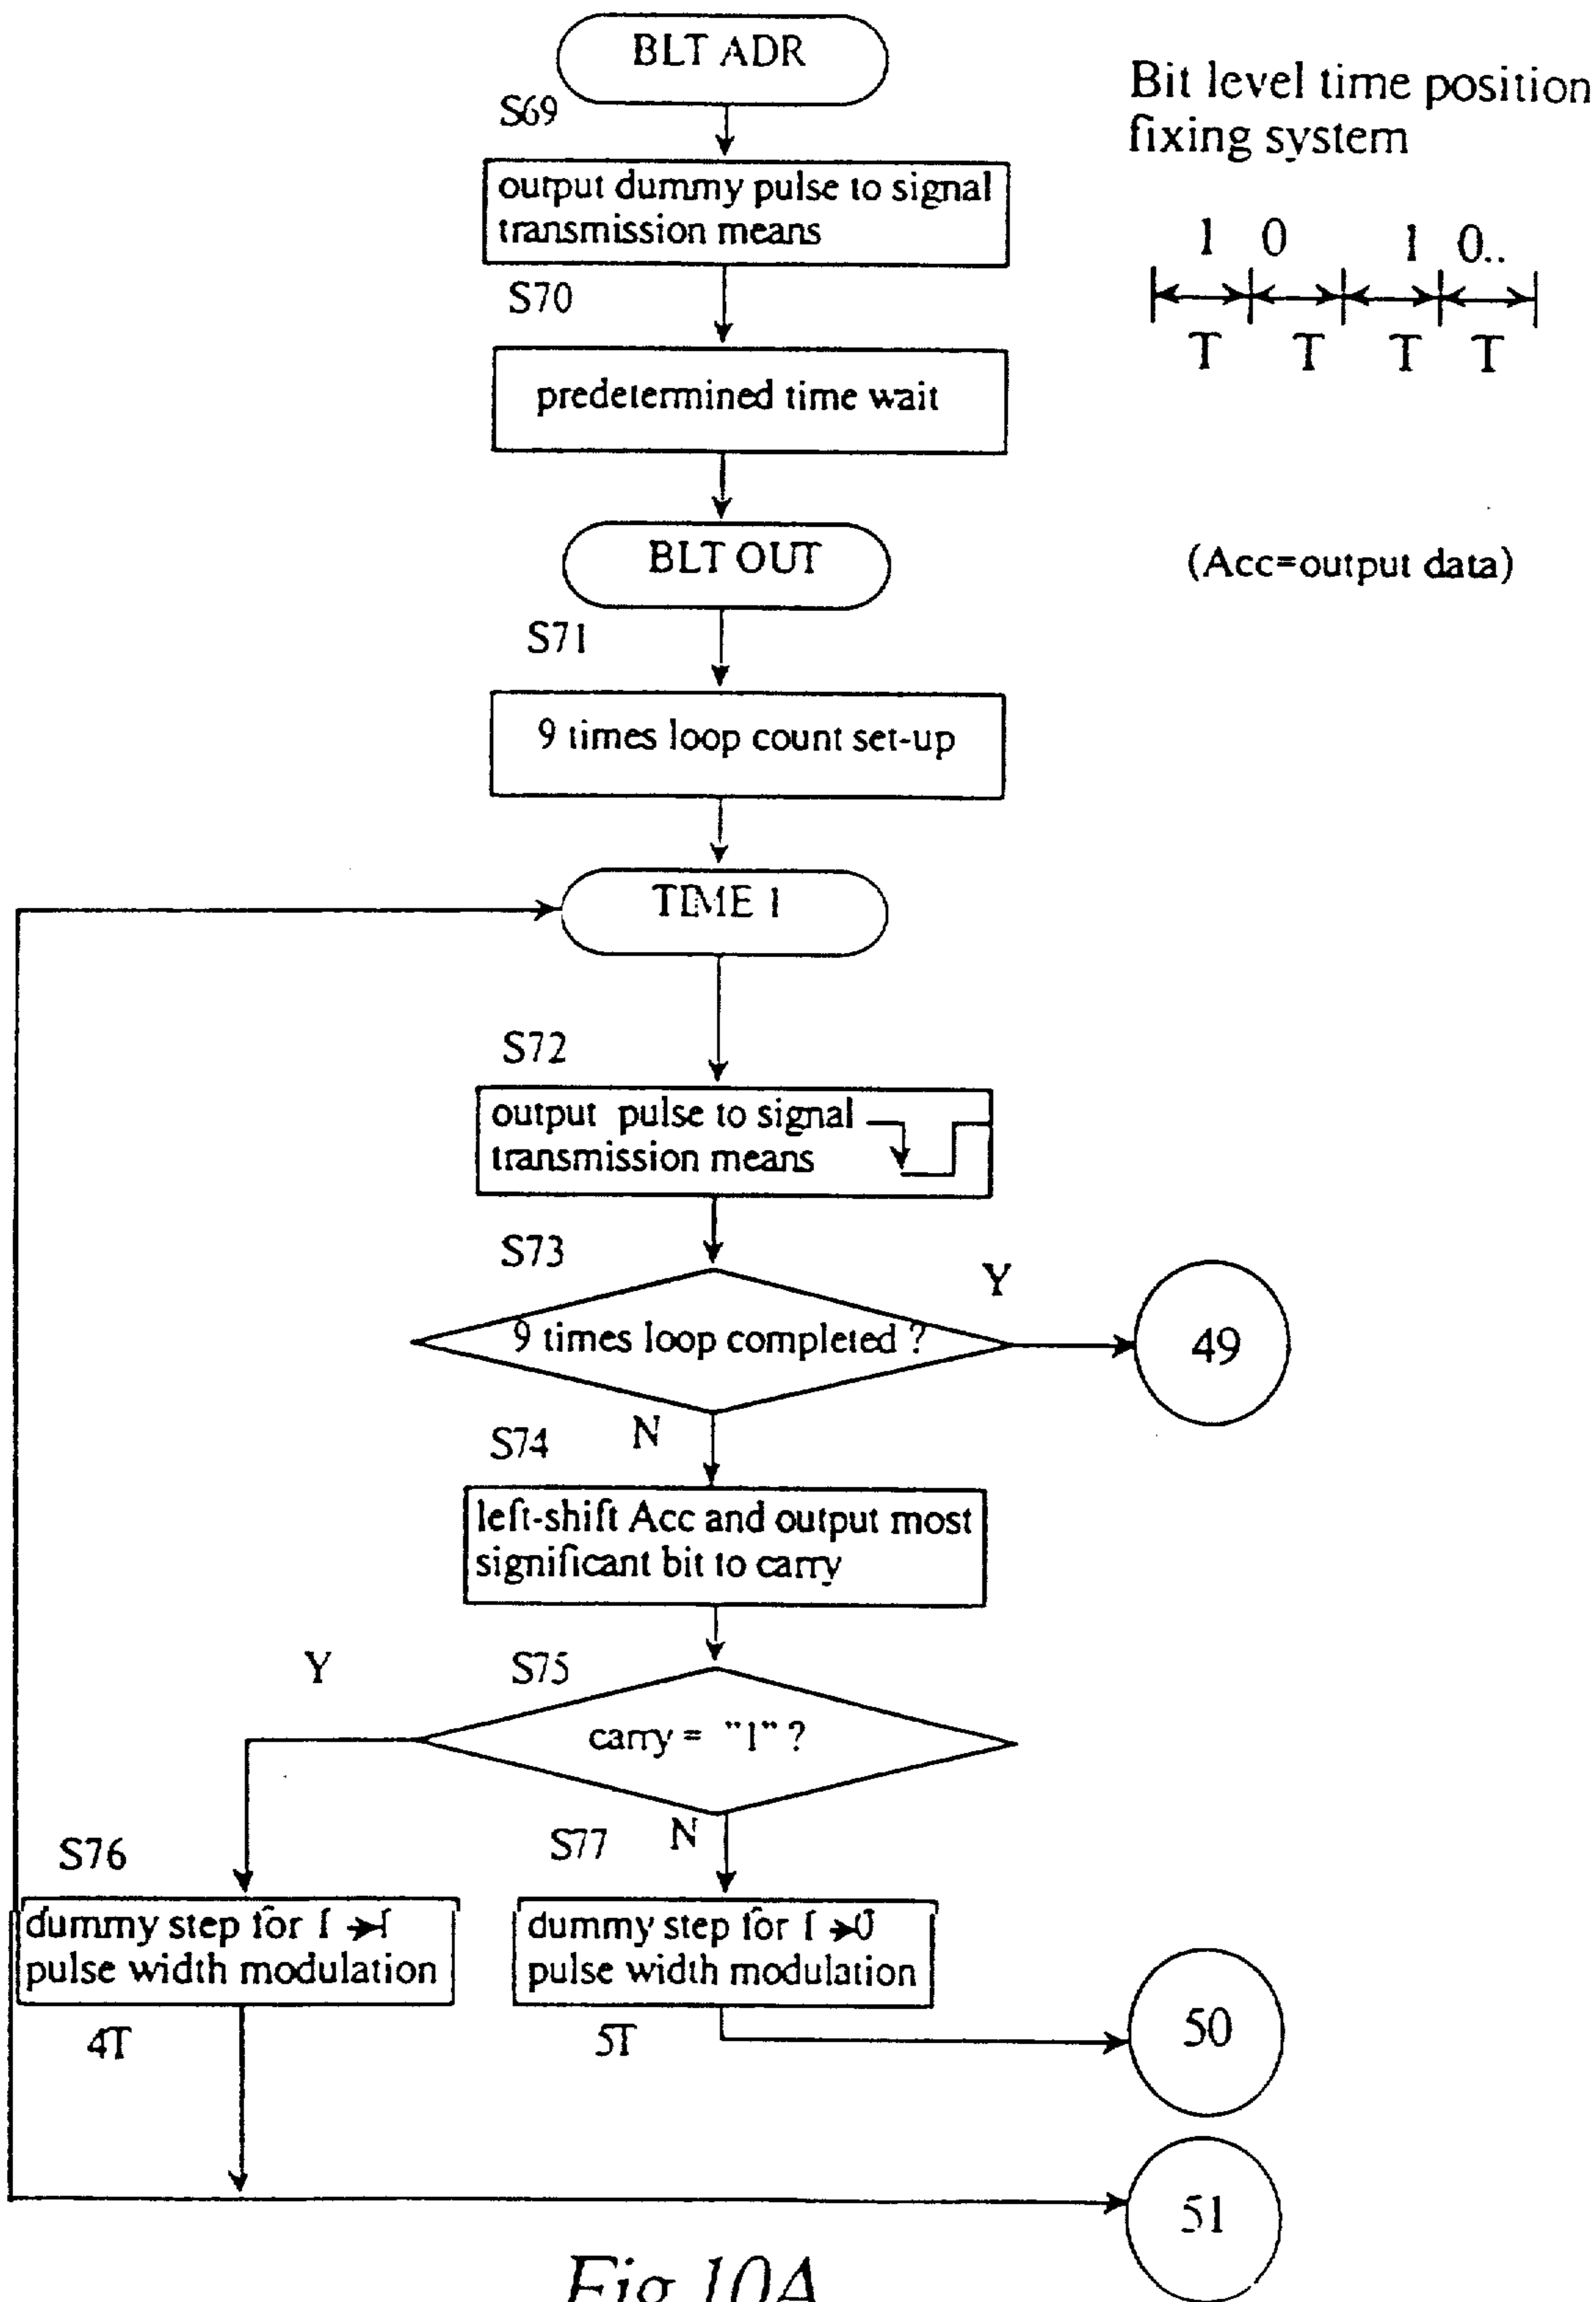 BLT ADR
Bit level time position
fixing system
S69
output dummy pulse to signal
transmission means
1 0 1 0..
T T T T
S70
predetermined time wait
BLT OUT
(Acc=output data)
S71
9 times loop count set-up
TIME 1
S72
output pulse to signal
transmission means
S73
Y
9 times loop completed ?
49
N
S74
left-shift Acc and output most
significant bit to carry
Y
S75
carry = "1" ?
N
S76
S77
dummy step for 1
pulse width modulation
dummy step for 1
pulse width modulation
4T
5T
50
51
Fig 10A